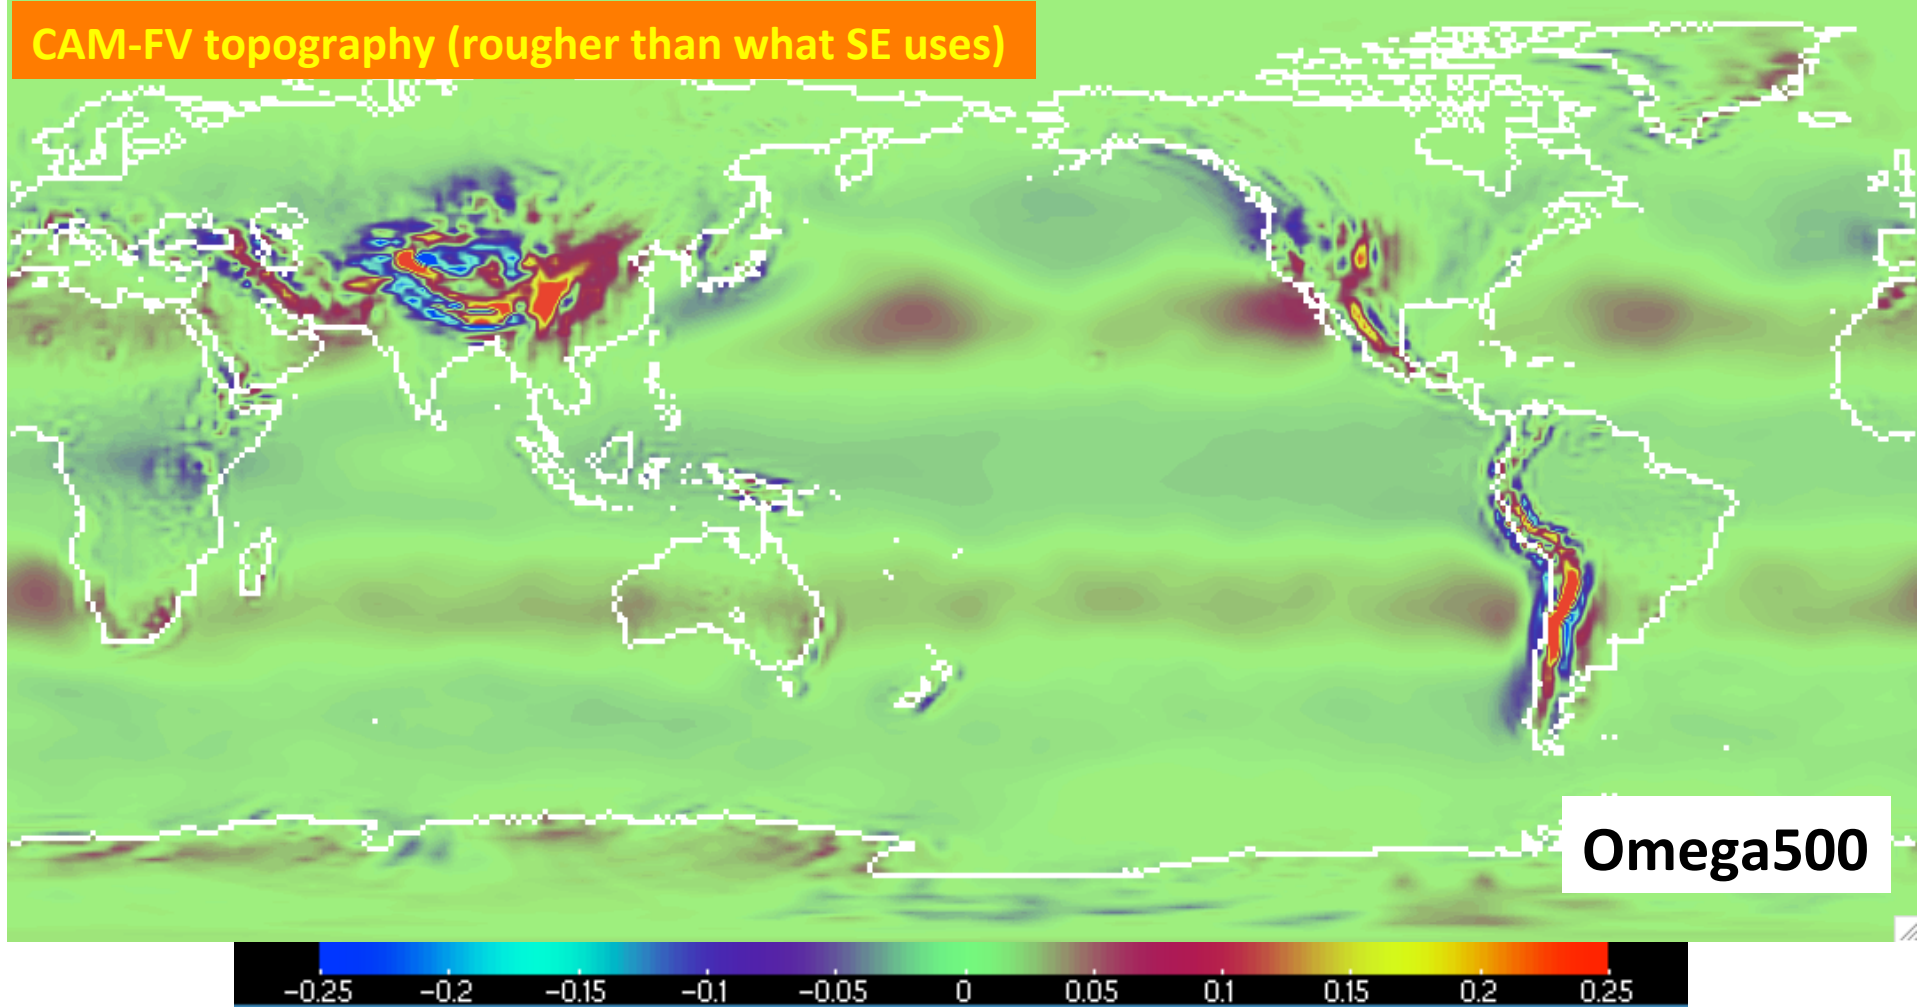 CAM-FV topography (rougher than what SE uses)
Omega500
−0.25 −0.2 −0.15 −0.1 −0.05 0 0.05 0.1 0.15 0.2 0.25